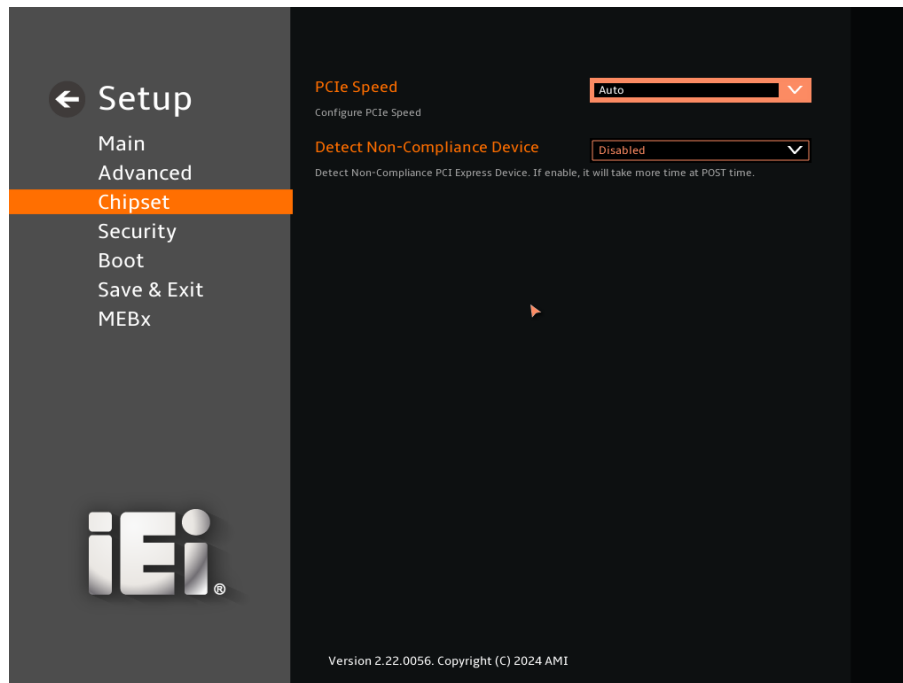 Setup
Main
Advanced
Chipset
Security
Boot
Save & Exit
MEBx
iEi®
PCIe Speed
Auto
Configure PCIe Speed
Detect Non-Compliance Device
Disabled
Detect Non-Compliance PCI Express Device. If enable, it will take more time at POST time.
Version 2.22.0056. Copyright (C) 2024 AMI